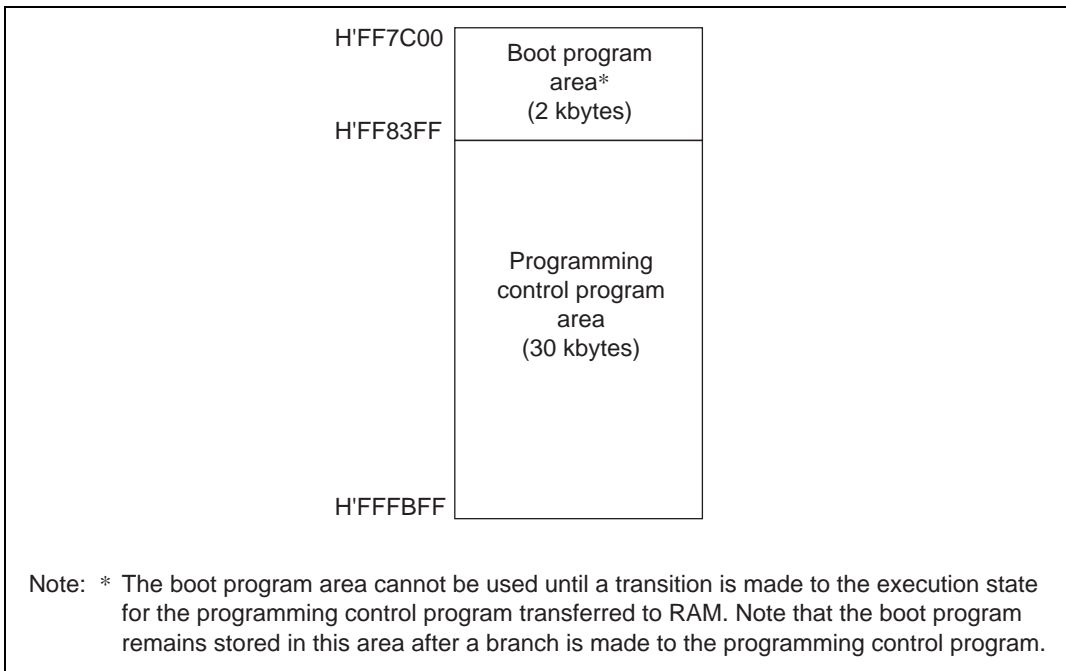 H'FF7C00
Boot program
area*
(2 kbytes)
H'FF83FF
Programming
control program
area
(30 kbytes)
H'FFFBFF
Note: * The boot program area cannot be used until a transition is made to the execution state
for the programming control program transferred to RAM. Note that the boot program
remains stored in this area after a branch is made to the programming control program.